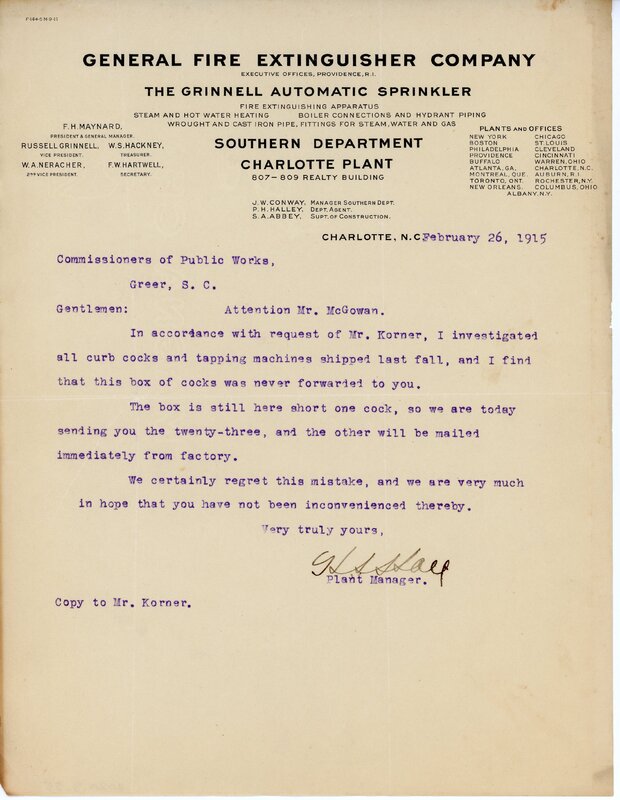 F 164-5 M-9-11
GENERAL FIRE EXTINGUISHER COMPANY
EXECUTIVE OFFICES, PROVIDENCE, R.I.
THE GRINNELL AUTOMATIC SPRINKLER
FIRE EXTINGUISHING APPARATUS
STEAM AND HOT WATER HEATING BOILER CONNECTIONS AND HYDRANT PIPING
WROUGHT AND CAST IRON PIPE, FITTINGS FOR STEAM, WATER AND GAS
F.H. MAYNARD,
PRESIDENT & GENERAL MANAGER.
RUSSELL GRINNELL, W.S. HACKNEY,
VICE PRESIDENT. TREASURER.
W.A. NERACHER, F.W. HARTWELL,
2ND VICE PRESIDENT. SECRETARY.
SOUTHERN DEPARTMENT
CHARLOTTE PLANT
807-809 REALTY BUILDING
PLANTS AND OFFICES
NEW YORK CHICAGO
BOSTON ST. LOUIS
PHILADELPHIA CLEVELAND
PROVIDENCE CINCINNATI
BUFFALO WARREN, OHIO
ATLANTA, GA. CHARLOTTE, N.C.
MONTREAL, QUE. AUBURN, R.I.
TORONTO, ONT. ROCHESTER, N.Y.
NEW ORLEANS. COLUMBUS, OHIO
ALBANY, N.Y.
J.W. CONWAY, MANAGER SOUTHERN DEPT.
P.H. HALLEY, DEPT. AGENT.
S.A. ABBEY, SUPT. OF CONSTRUCTION.
CHARLOTTE, N.C. February 26, 1915
Commissioners of Public Works,
Greer, S. C.
Gentlemen: Attention Mr. McGowan.
In accordance with request of Mr. Korner, I investigated
all curb cocks and tapping machines shipped last fall, and I find
that this box of cocks was never forwarded to you.
The box is still here short one cock, so we are today
sending you the twenty-three, and the other will be mailed
immediately from factory.
We certainly regret this mistake, and we are very much
in hope that you have not been inconvenienced thereby.
Very truly yours,
Plant Manager.
Copy to Mr. Korner.